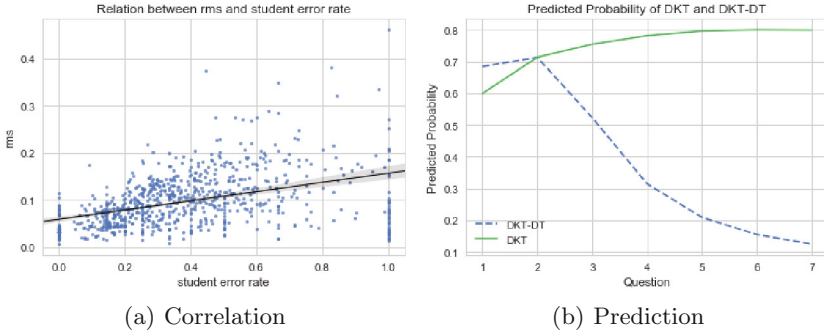 Relation between rms and student error rate
rms
0.4
0.3
0.2
0.1
0.0
0.0 0.2 0.4 0.6 0.8 1.0
student error rate
(a) Correlation
Predicted Probability of DKT and DKT-DT
Predicted Probability
0.8
0.7
0.6
0.5
0.4
0.3
0.2
0.1
DKT-DT
DKT
1 2 3 4 5 6 7
Question
(b) Prediction